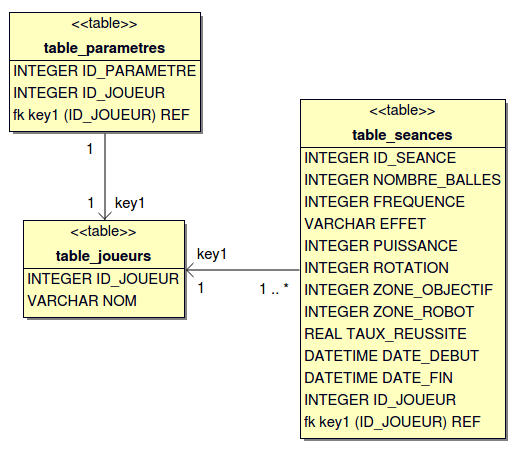 <<table>>
table_parametres
INTEGER ID_PARAMETRE
INTEGER ID_JOUEUR
fk key1 (ID_JOUEUR) REF
1
1
key1
<<table>>
table_joueurs
INTEGER ID_JOUEUR
VARCHAR NOM
key1
1
1 .. *
<<table>>
table_seances
INTEGER ID_SEANCE
INTEGER NOMBRE_BALLES
INTEGER FREQUENCE
VARCHAR EFFET
INTEGER PUISSANCE
INTEGER ROTATION
INTEGER ZONE_OBJECTIF
INTEGER ZONE_ROBOT
REAL TAUX_REUSSITE
DATETIME DATE_DEBUT
DATETIME DATE_FIN
INTEGER ID_JOUEUR
fk key1 (ID_JOUEUR) REF